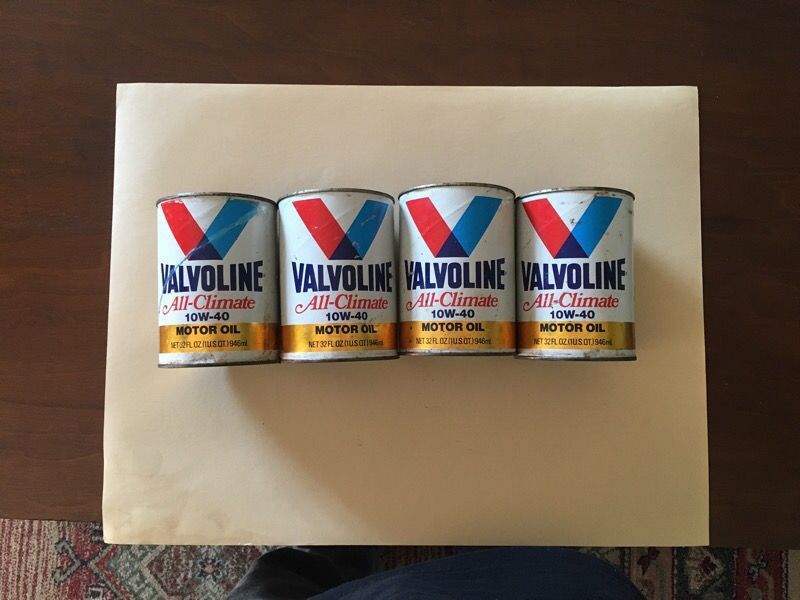 VALVOLINE
All-Climate
10W-40
MOTOR OIL
NET 32 FL. OZ. (1 U.S. QT.) 946mL
VALVOLINE
All-Climate
10W-40
MOTOR OIL
NET 32 FL. OZ. (1 U.S. QT.) 946mL
VALVOLINE
All-Climate
10W-40
MOTOR OIL
NET 32 FL. OZ. (1 U.S. QT.) 946mL
VALVOLINE
All-Climate
10W-40
MOTOR OIL
NET 32 FL. OZ. (1 U.S. QT.) 946mL